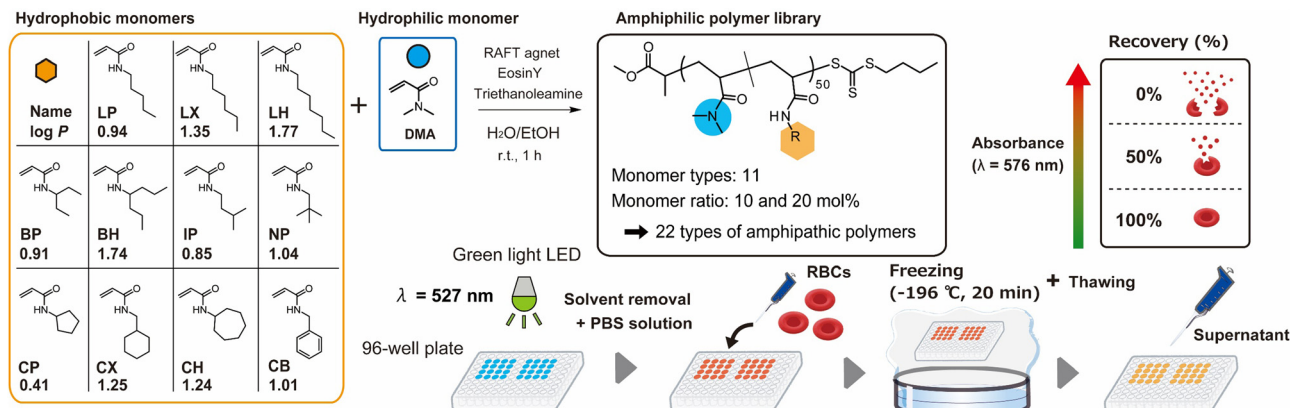 Hydrophobic monomers
Name
log P
LP
0.94
LX
1.35
LH
1.77
BP
0.91
BH
1.74
IP
0.85
NP
1.04
CP
0.41
CX
1.25
CH
1.24
CB
1.01
+
Hydrophilic monomer
DMA
RAFT agnet
EosinY
Triethanoleamine
H2O/EtOH
r.t., 1 h
Amphiphilic polymer library
50
R
Monomer types: 11
Monomer ratio: 10 and 20 mol%
➡ 22 types of amphipathic polymers
Recovery (%)
0%
50%
100%
Absorbance
(λ = 576 nm)
Green light LED
λ = 527 nm
96-well plate
Solvent removal
+ PBS solution
RBCs
Freezing
(-196 ℃, 20 min)
+ Thawing
Supernatant